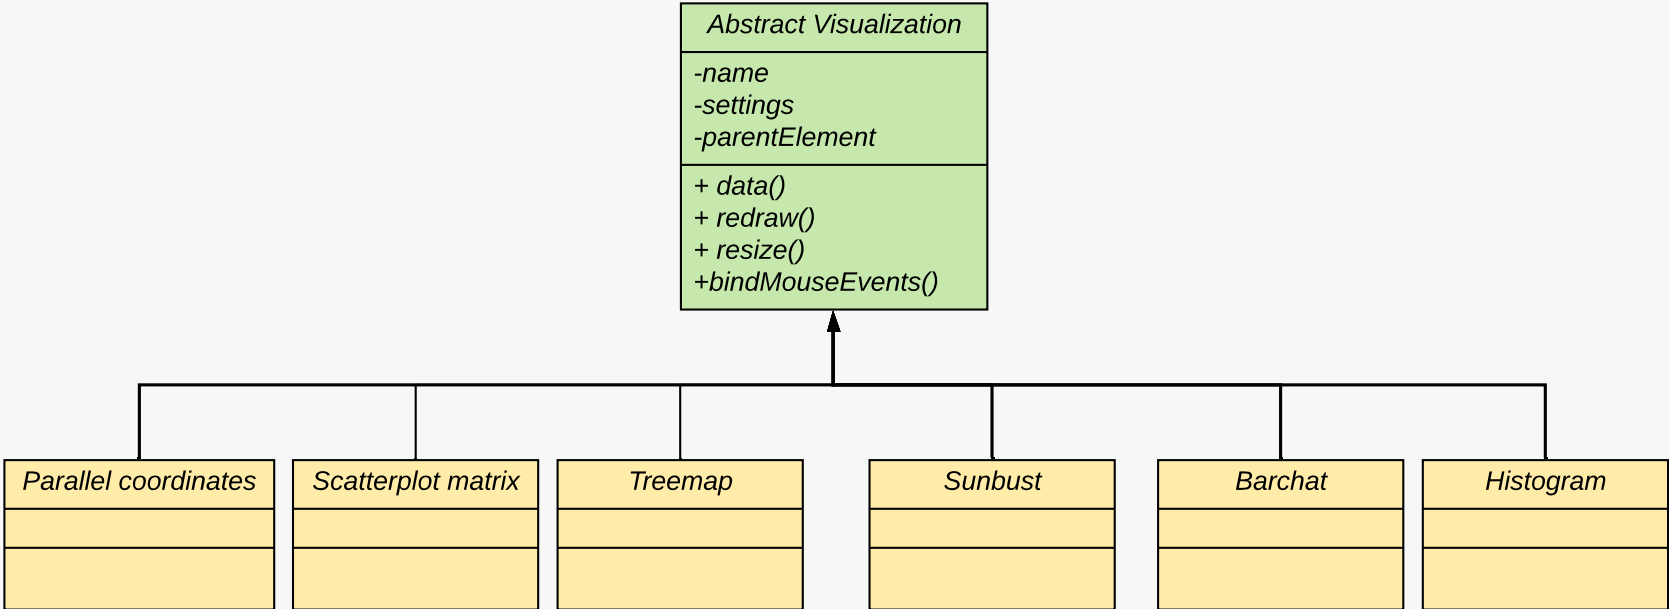 Abstract Visualization
-name
-settings
-parentElement
+ data()
+ redraw()
+ resize()
+bindMouseEvents()
Parallel coordinates
Scatterplot matrix
Treemap
Sunbust
Barchat
Histogram